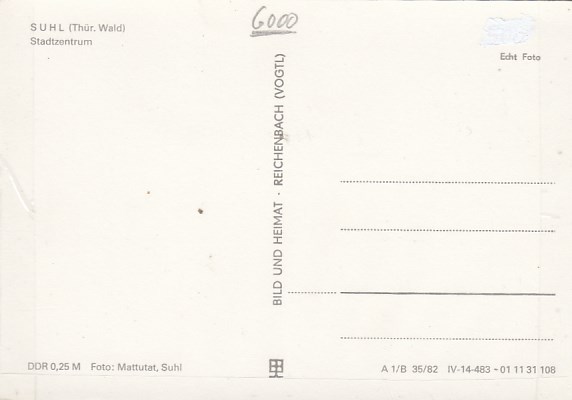 6000
S U H L (Thür. Wald)
Stadtzentrum
Echt Foto
BILD UND HEIMAT · REICHENBACH (VOGTL)
DDR 0,25 M Foto: Mattutat, Suhl
A 1/B 35/82 IV-14-483 - 01 11 31 108